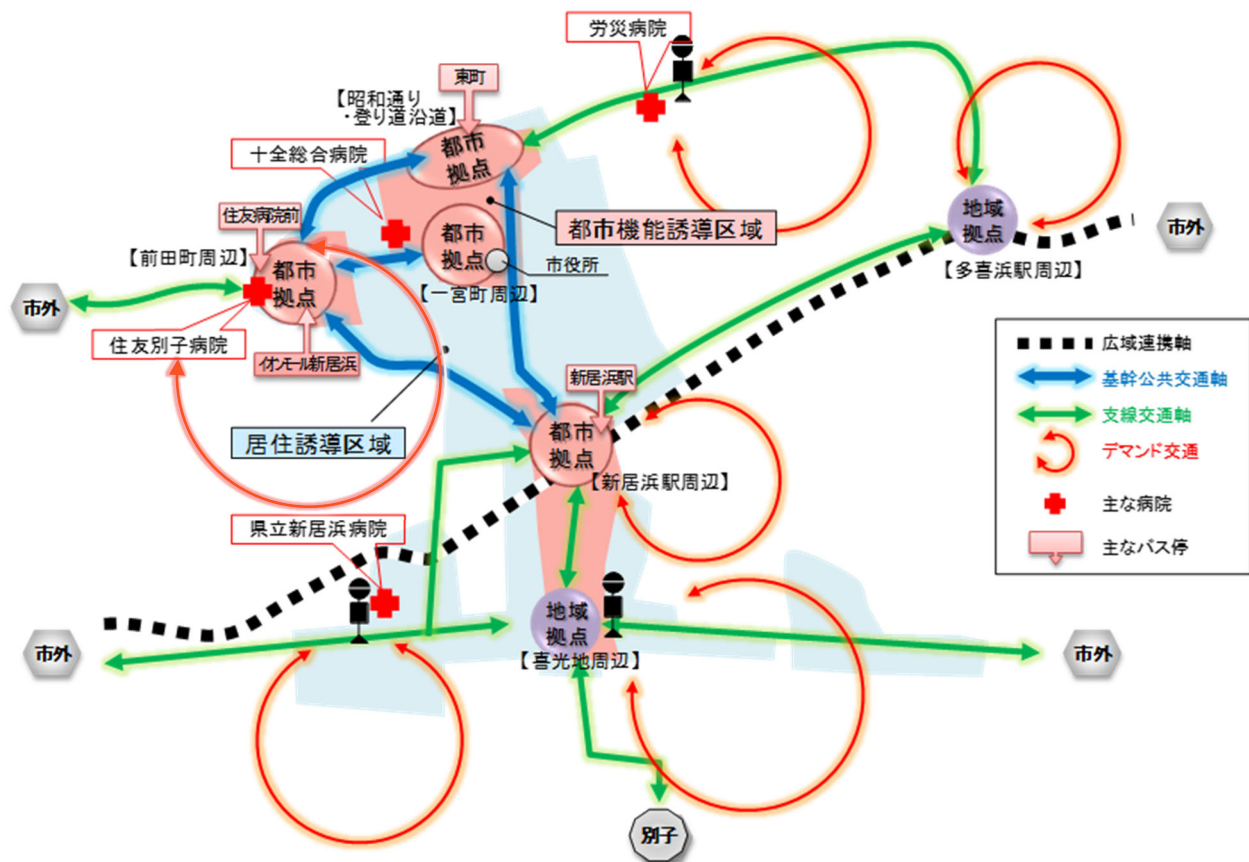 労災病院
東町
【昭和通り
・登り道沿道】
都市
拠点
十全総合病院
住友病院前
【前田町周辺】
都市
拠点
都市
拠点
市役所
【一宮町周辺】
都市機能誘導区域
地域
拠点
【多喜浜駅周辺】
市外
市外
住友別子病院
イオンモール新居浜
居住誘導区域
新居浜駅
都市
拠点
【新居浜駅周辺】
県立新居浜病院
地域
拠点
【喜光地周辺】
市外
市外
別子
広域連携軸
基幹公共交通軸
支線交通軸
デマンド交通
主な病院
主なバス停